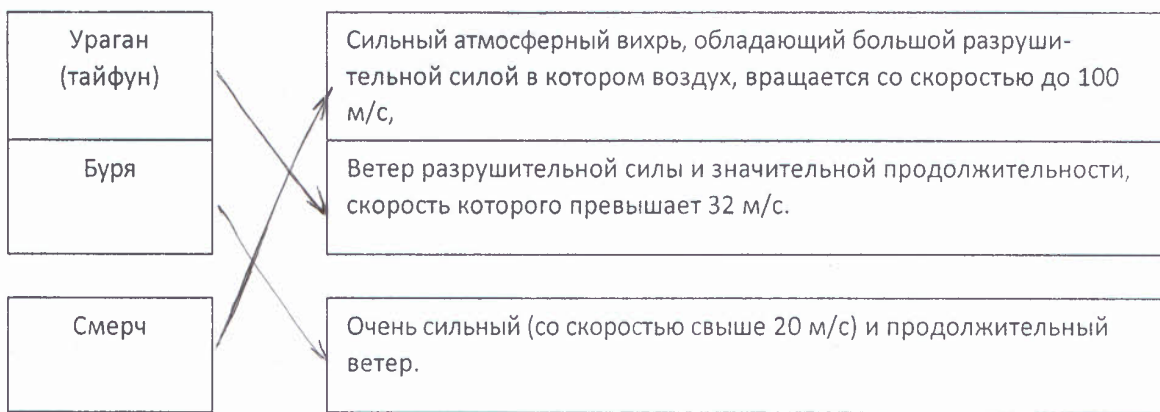 Ураган
(тайфун)
Сильный атмосферный вихрь, обладающий большой разруши-
тельной силой в котором воздух, вращается со скоростью до 100
м/с,
Буря
Ветер разрушительной силы и значительной продолжительности,
скорость которого превышает 32 м/с.
Смерч
Очень сильный (со скоростью свыше 20 м/с) и продолжительный
ветер.